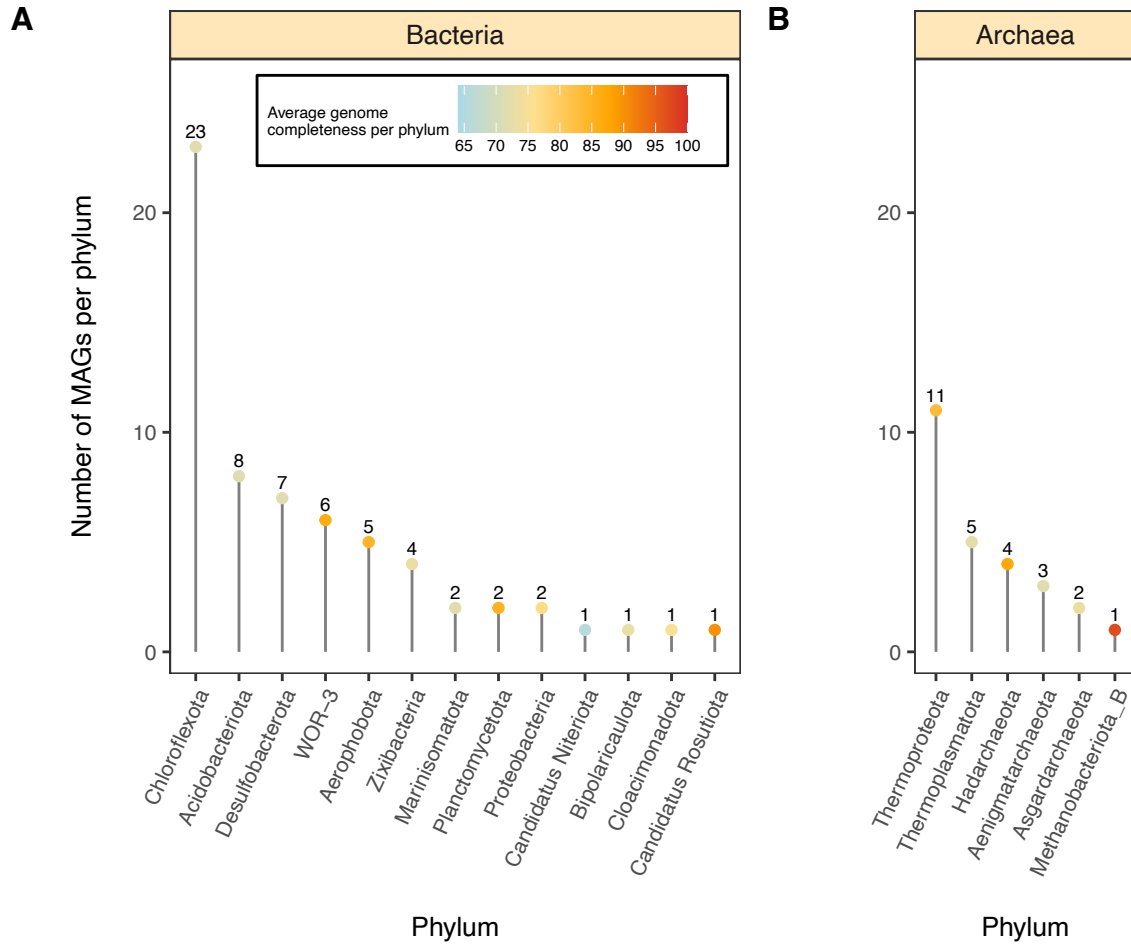 A
Bacteria
Average genome
completeness per phylum
65 70 75 80 85 90 95 100
Number of MAGs per phylum
20
10
0
23
8
7
6
5
4
2
2
2
1
1
1
1
Chloroflexota
Acidobacteriota
Desulfobacterota
WOR−3
Aerophobota
Zixibacteria
Marinisomatota
Planctomycetota
Proteobacteria
Candidatus Niteriota
Bipolaricaulota
Cloacimonadota
Candidatus Rosutiota
Phylum
B
Archaea
20
10
0
11
5
4
3
2
1
Thermoproteota
Thermoplasmatota
Hadarchaeota
Aenigmatarchaeota
Asgardarchaeota
Methanobacteriota_B
Phylum